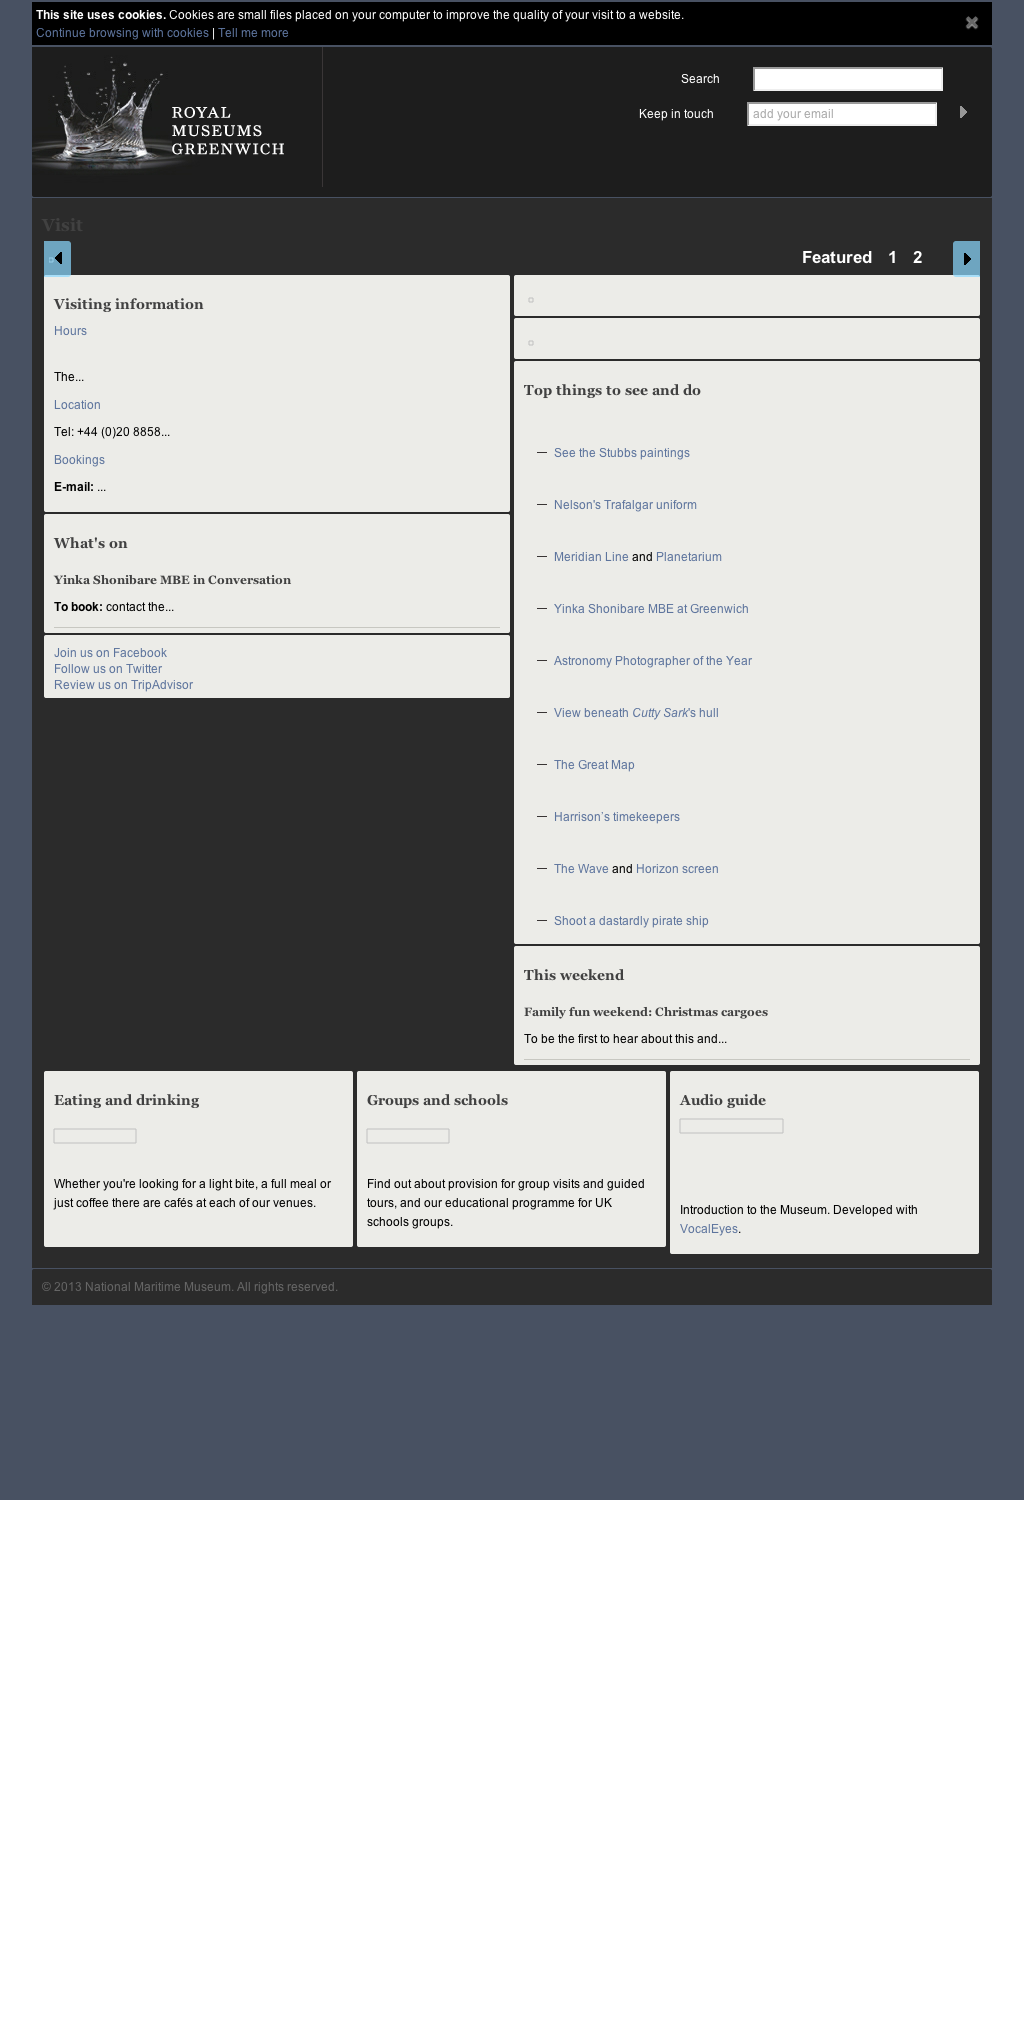 This site uses cookies. Cookies are small files placed on your computer to improve the quality of your visit to a website.
Continue browsing with cookies | Tell me more
ROYAL
MUSEUMS
GREENWICH
Search
Keep in touch
add your email
Visit
Featured 1 2
Visiting information
Hours
The...
Location
Tel: +44 (0)20 8858...
Bookings
E-mail: ...
What's on
Yinka Shonibare MBE in Conversation
To book: contact the...
Join us on Facebook
Follow us on Twitter
Review us on TripAdvisor
Top things to see and do
— See the Stubbs paintings
— Nelson's Trafalgar uniform
— Meridian Line and Planetarium
— Yinka Shonibare MBE at Greenwich
— Astronomy Photographer of the Year
— View beneath Cutty Sark's hull
— The Great Map
— Harrison's timekeepers
— The Wave and Horizon screen
— Shoot a dastardly pirate ship
This weekend
Family fun weekend: Christmas cargoes
To be the first to hear about this and...
Eating and drinking
Whether you're looking for a light bite, a full meal or
just coffee there are cafés at each of our venues.
Groups and schools
Find out about provision for group visits and guided
tours, and our educational programme for UK
schools groups.
Audio guide
Introduction to the Museum. Developed with
VocalEyes.
© 2013 National Maritime Museum. All rights reserved.